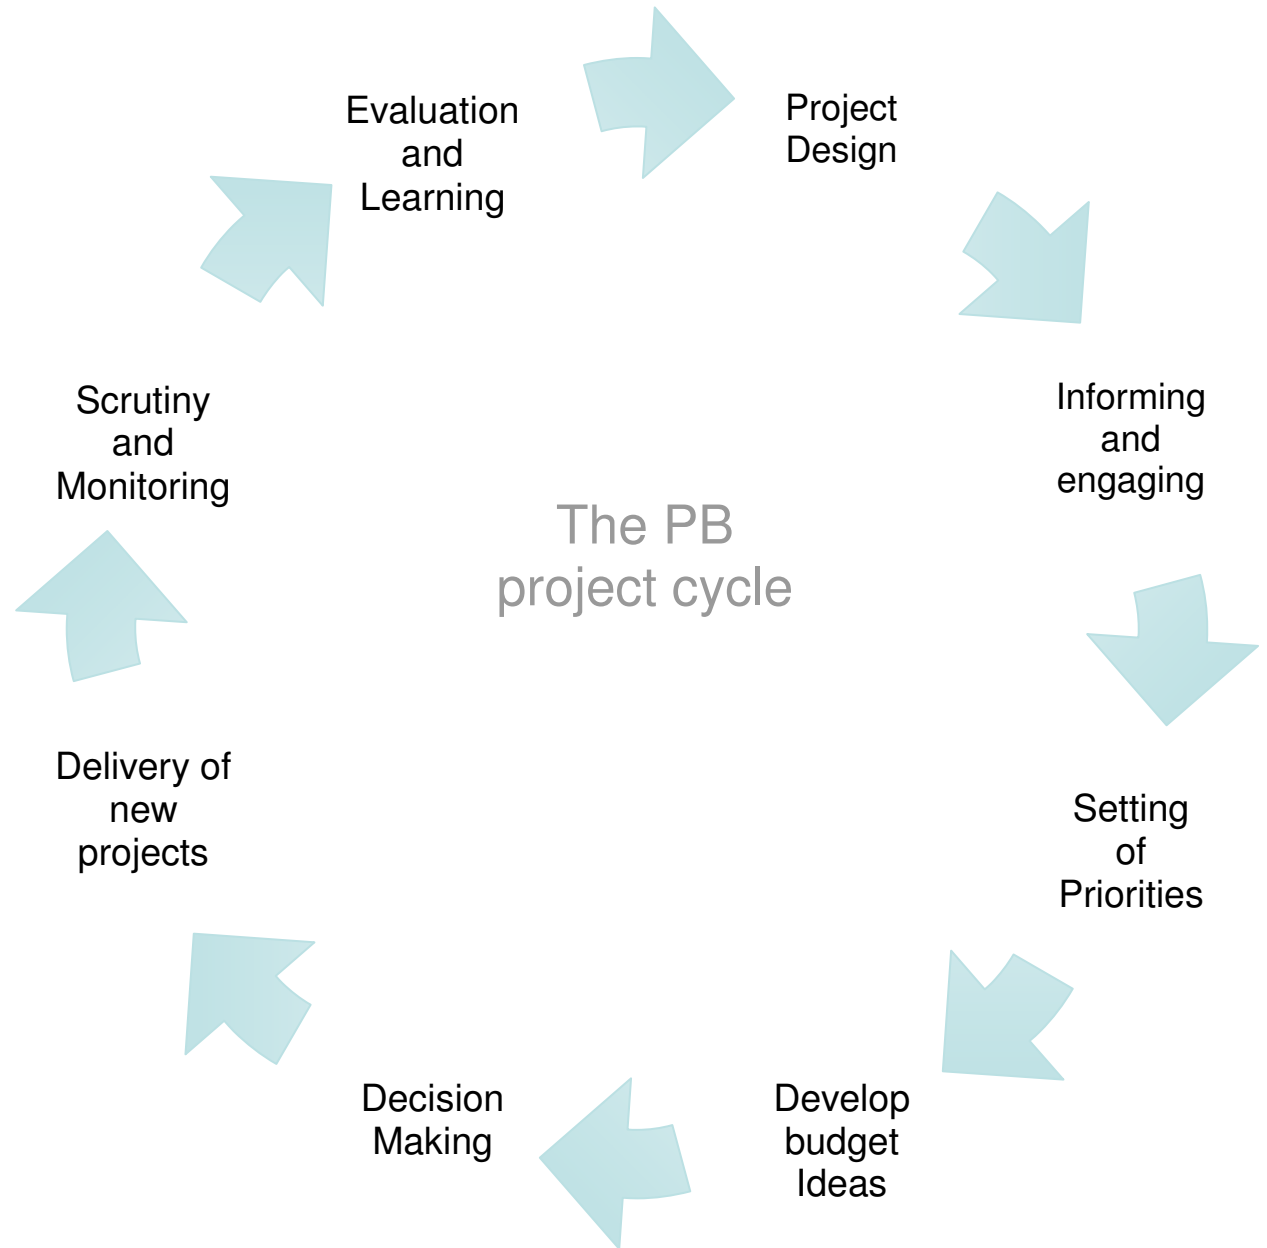 Project
Design
Informing
and
engaging
Setting
of
Priorities
Develop
budget
Ideas
Decision
Making
Delivery of
new
projects
Scrutiny
and
Monitoring
Evaluation
and
Learning
The PB
project cycle